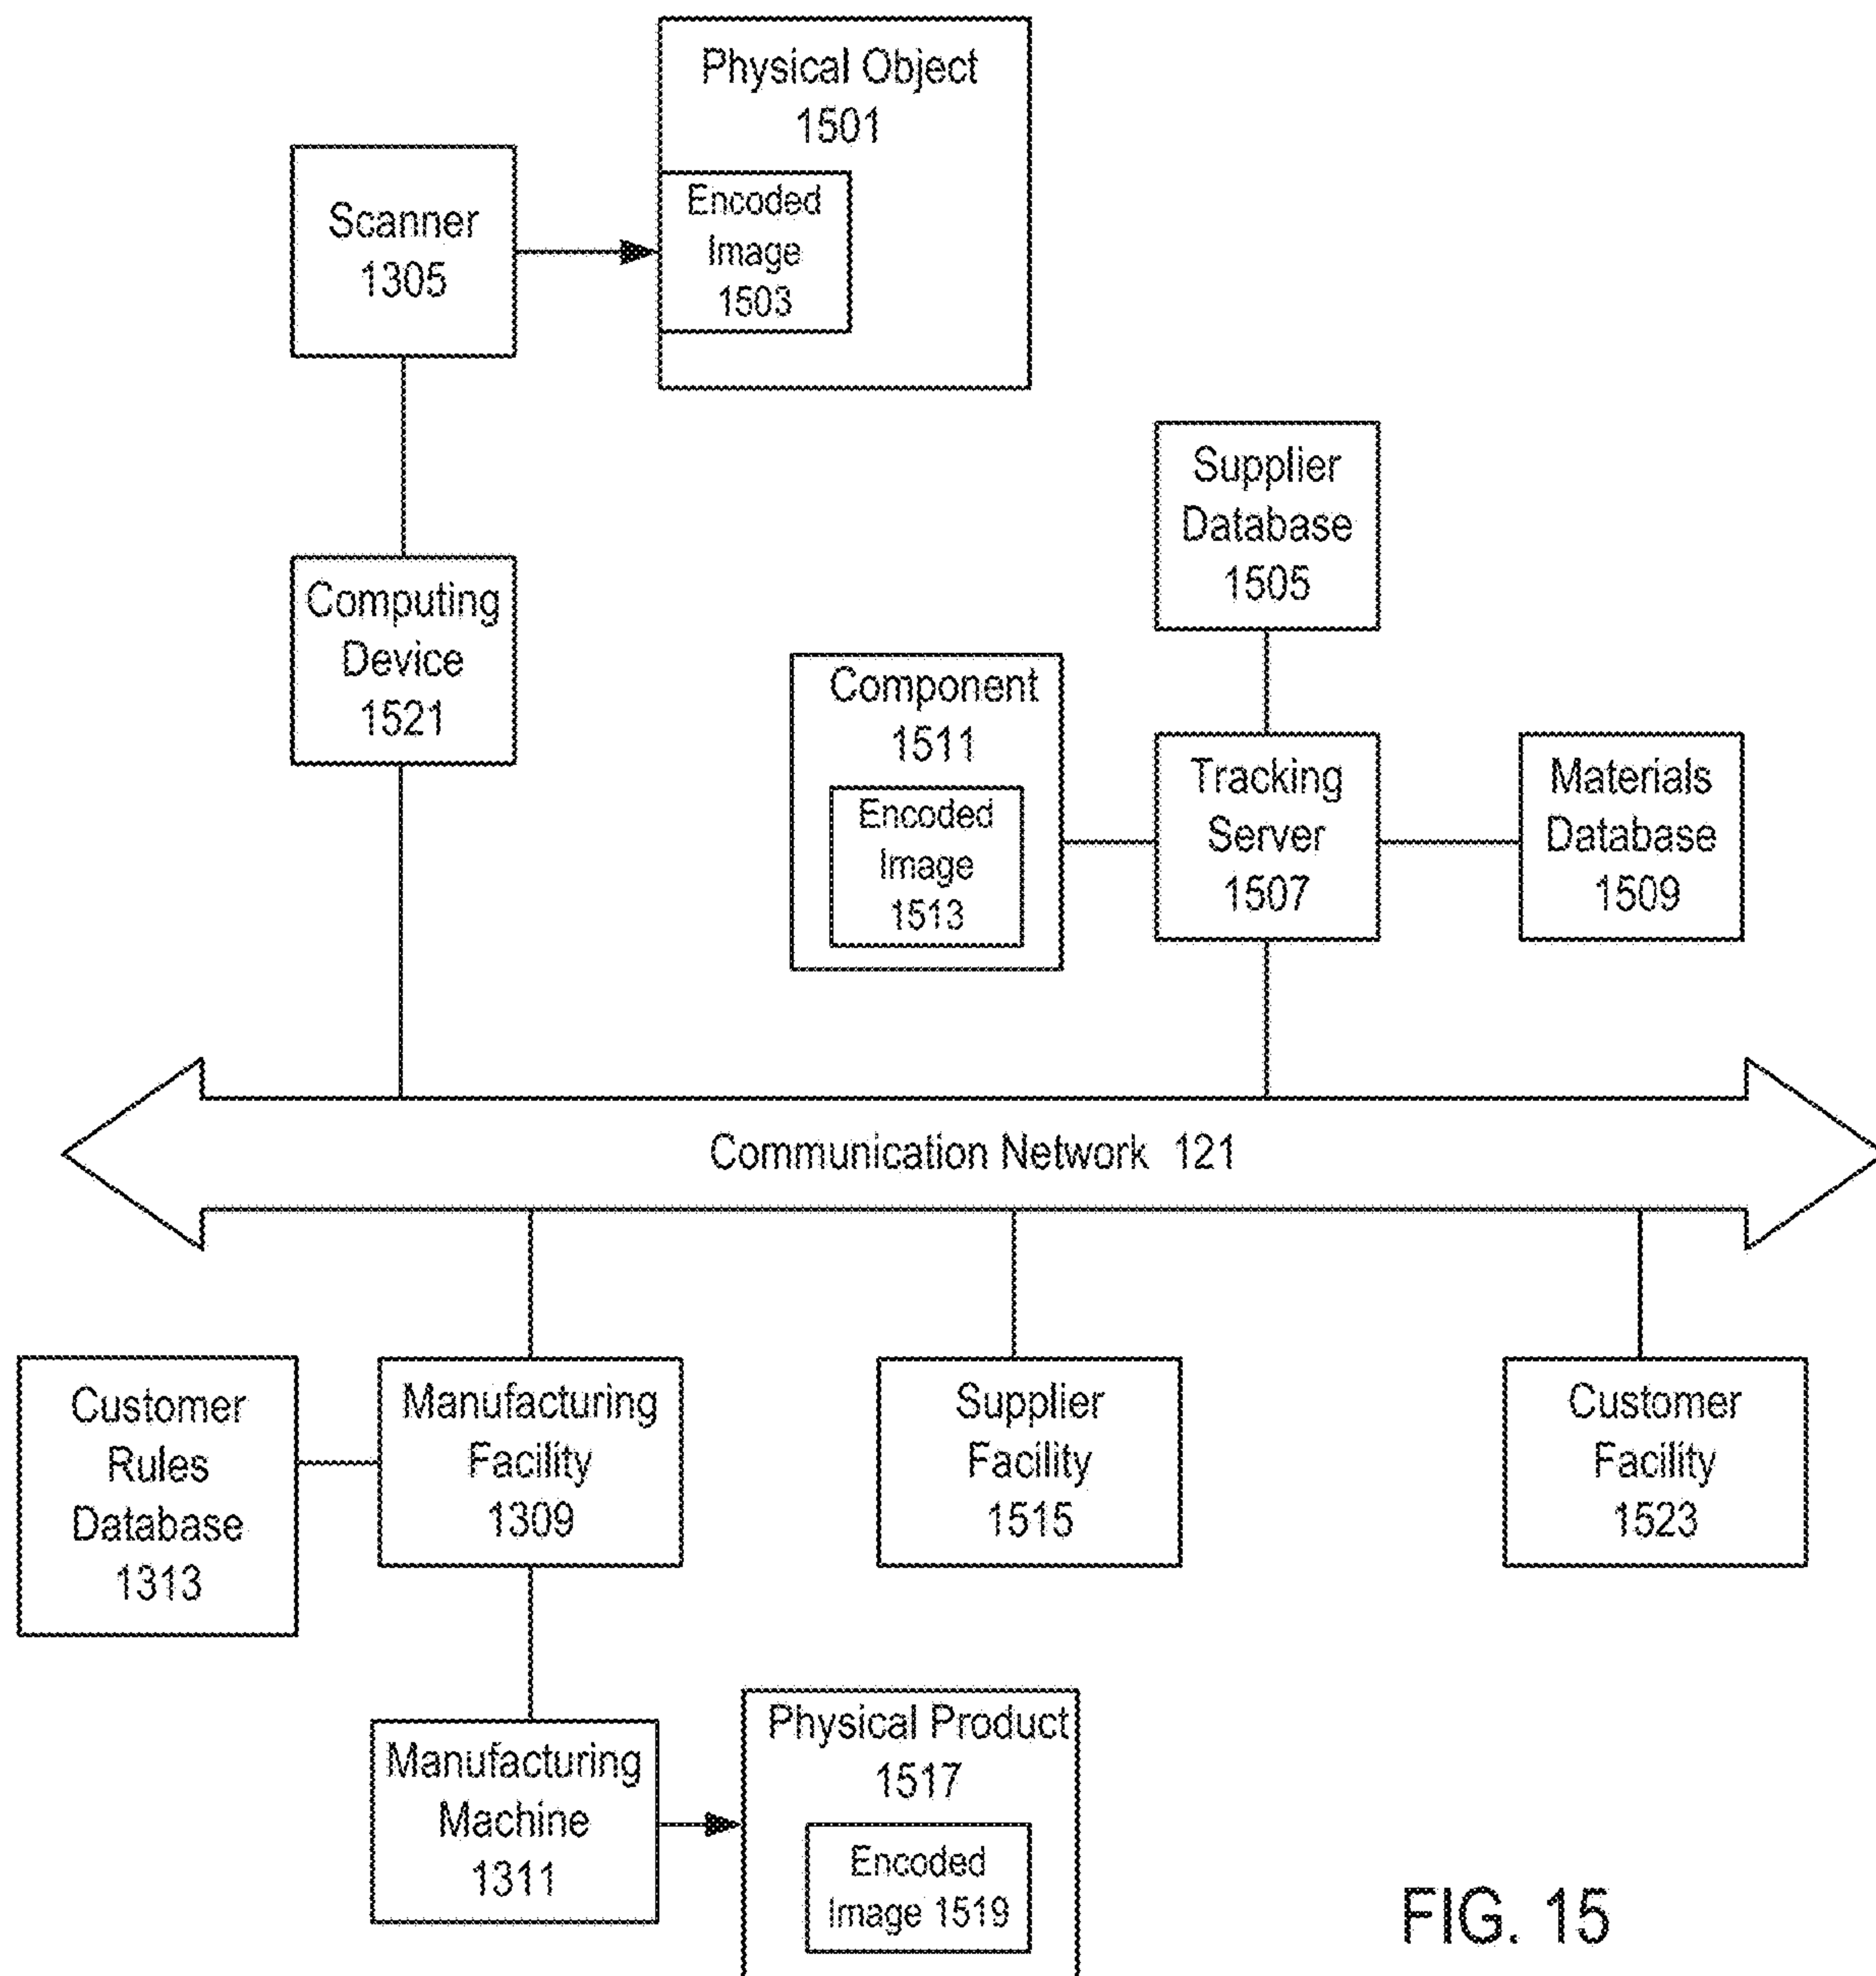 Physical Object
1501
Scanner
1305
Encoded
Image
1503
Supplier
Database
1505
Computing
Device
1521
Component
1511
Encoded
Image
1513
Tracking
Server
1507
Materials
Database
1509
Communication Network 121
Customer
Rules
Database
1313
Manufacturing
Facility
1309
Supplier
Facility
1515
Customer
Facility
1523
Manufacturing
Machine
1311
Physical Product
1517
Encoded
Image 1519
FIG. 15